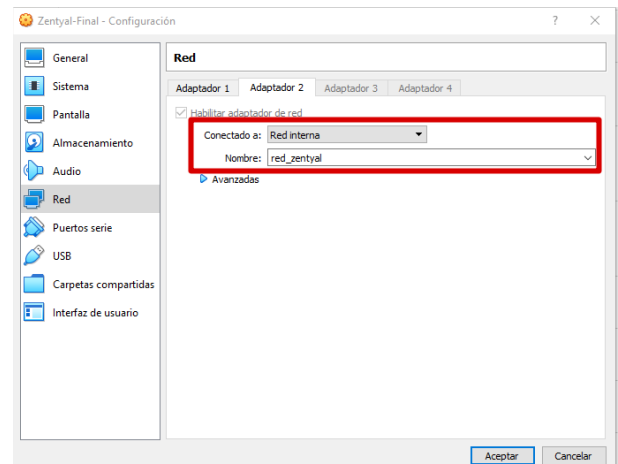 Zentyal-Final - Configuración
?
General
Sistema
Pantalla
Almacenamiento
Audio
Red
Puertos serie
USB
Carpetas compartidas
Interfaz de usuario
Red
Adaptador 1 Adaptador 2 Adaptador 3 Adaptador 4
Habilitar adaptador de red
Conectado a: Red interna
Nombre: red_zentyal
Avanzadas
Aceptar Cancelar